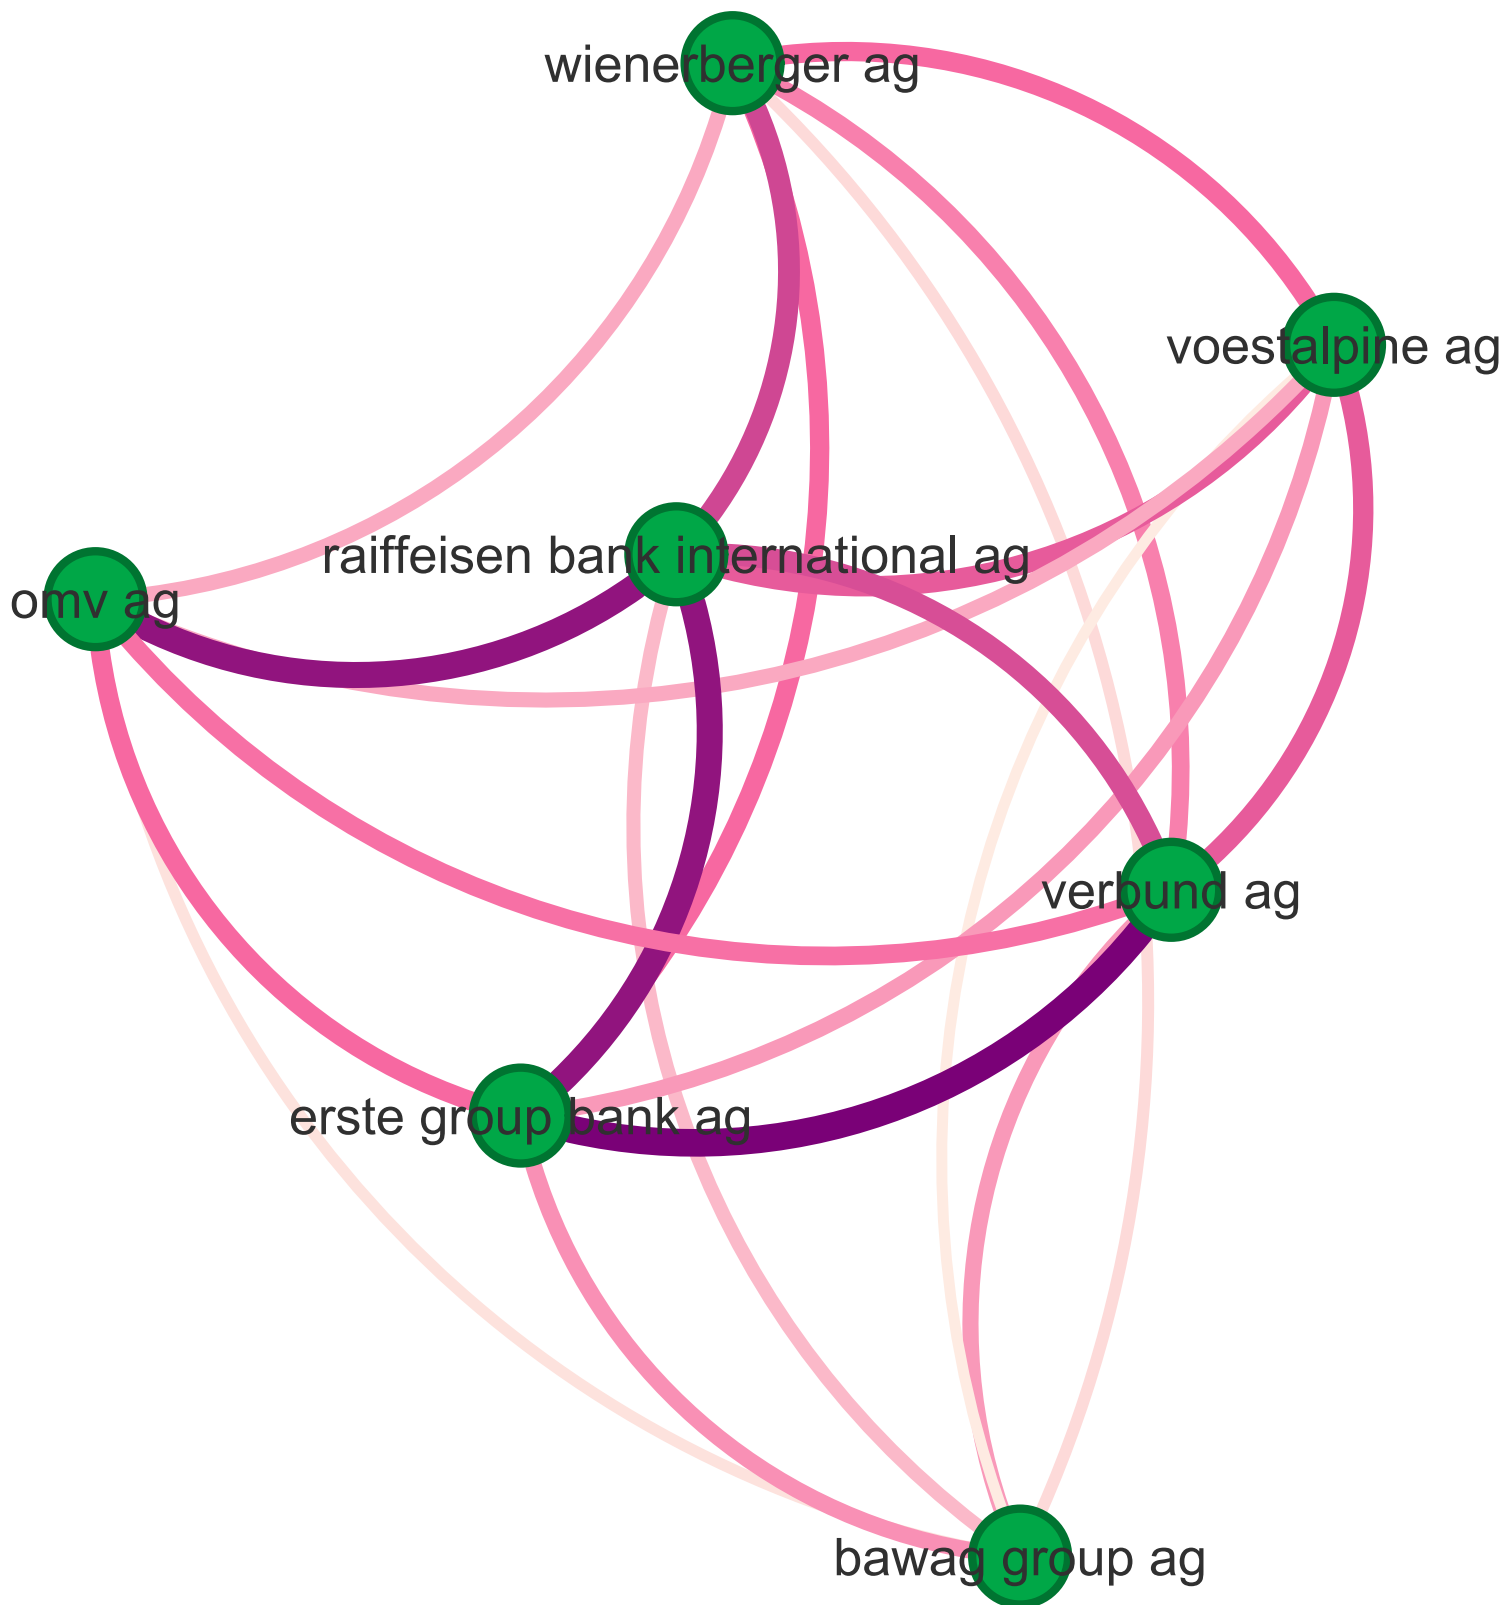 wienerberger ag
voestalpine ag
raiffeisen bank international ag
omv ag
verbund ag
erste group bank ag
bawag group ag